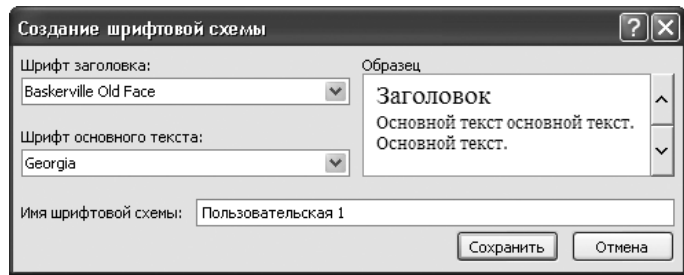 Создание шрифтовой схемы
Шрифт заголовка:
Baskerville Old Face
Шрифт основного текста:
Georgia
Образец
Заголовок
Основной текст основной текст.
Основной текст.
Имя шрифтовой схемы: Пользовательская 1
Сохранить Отмена